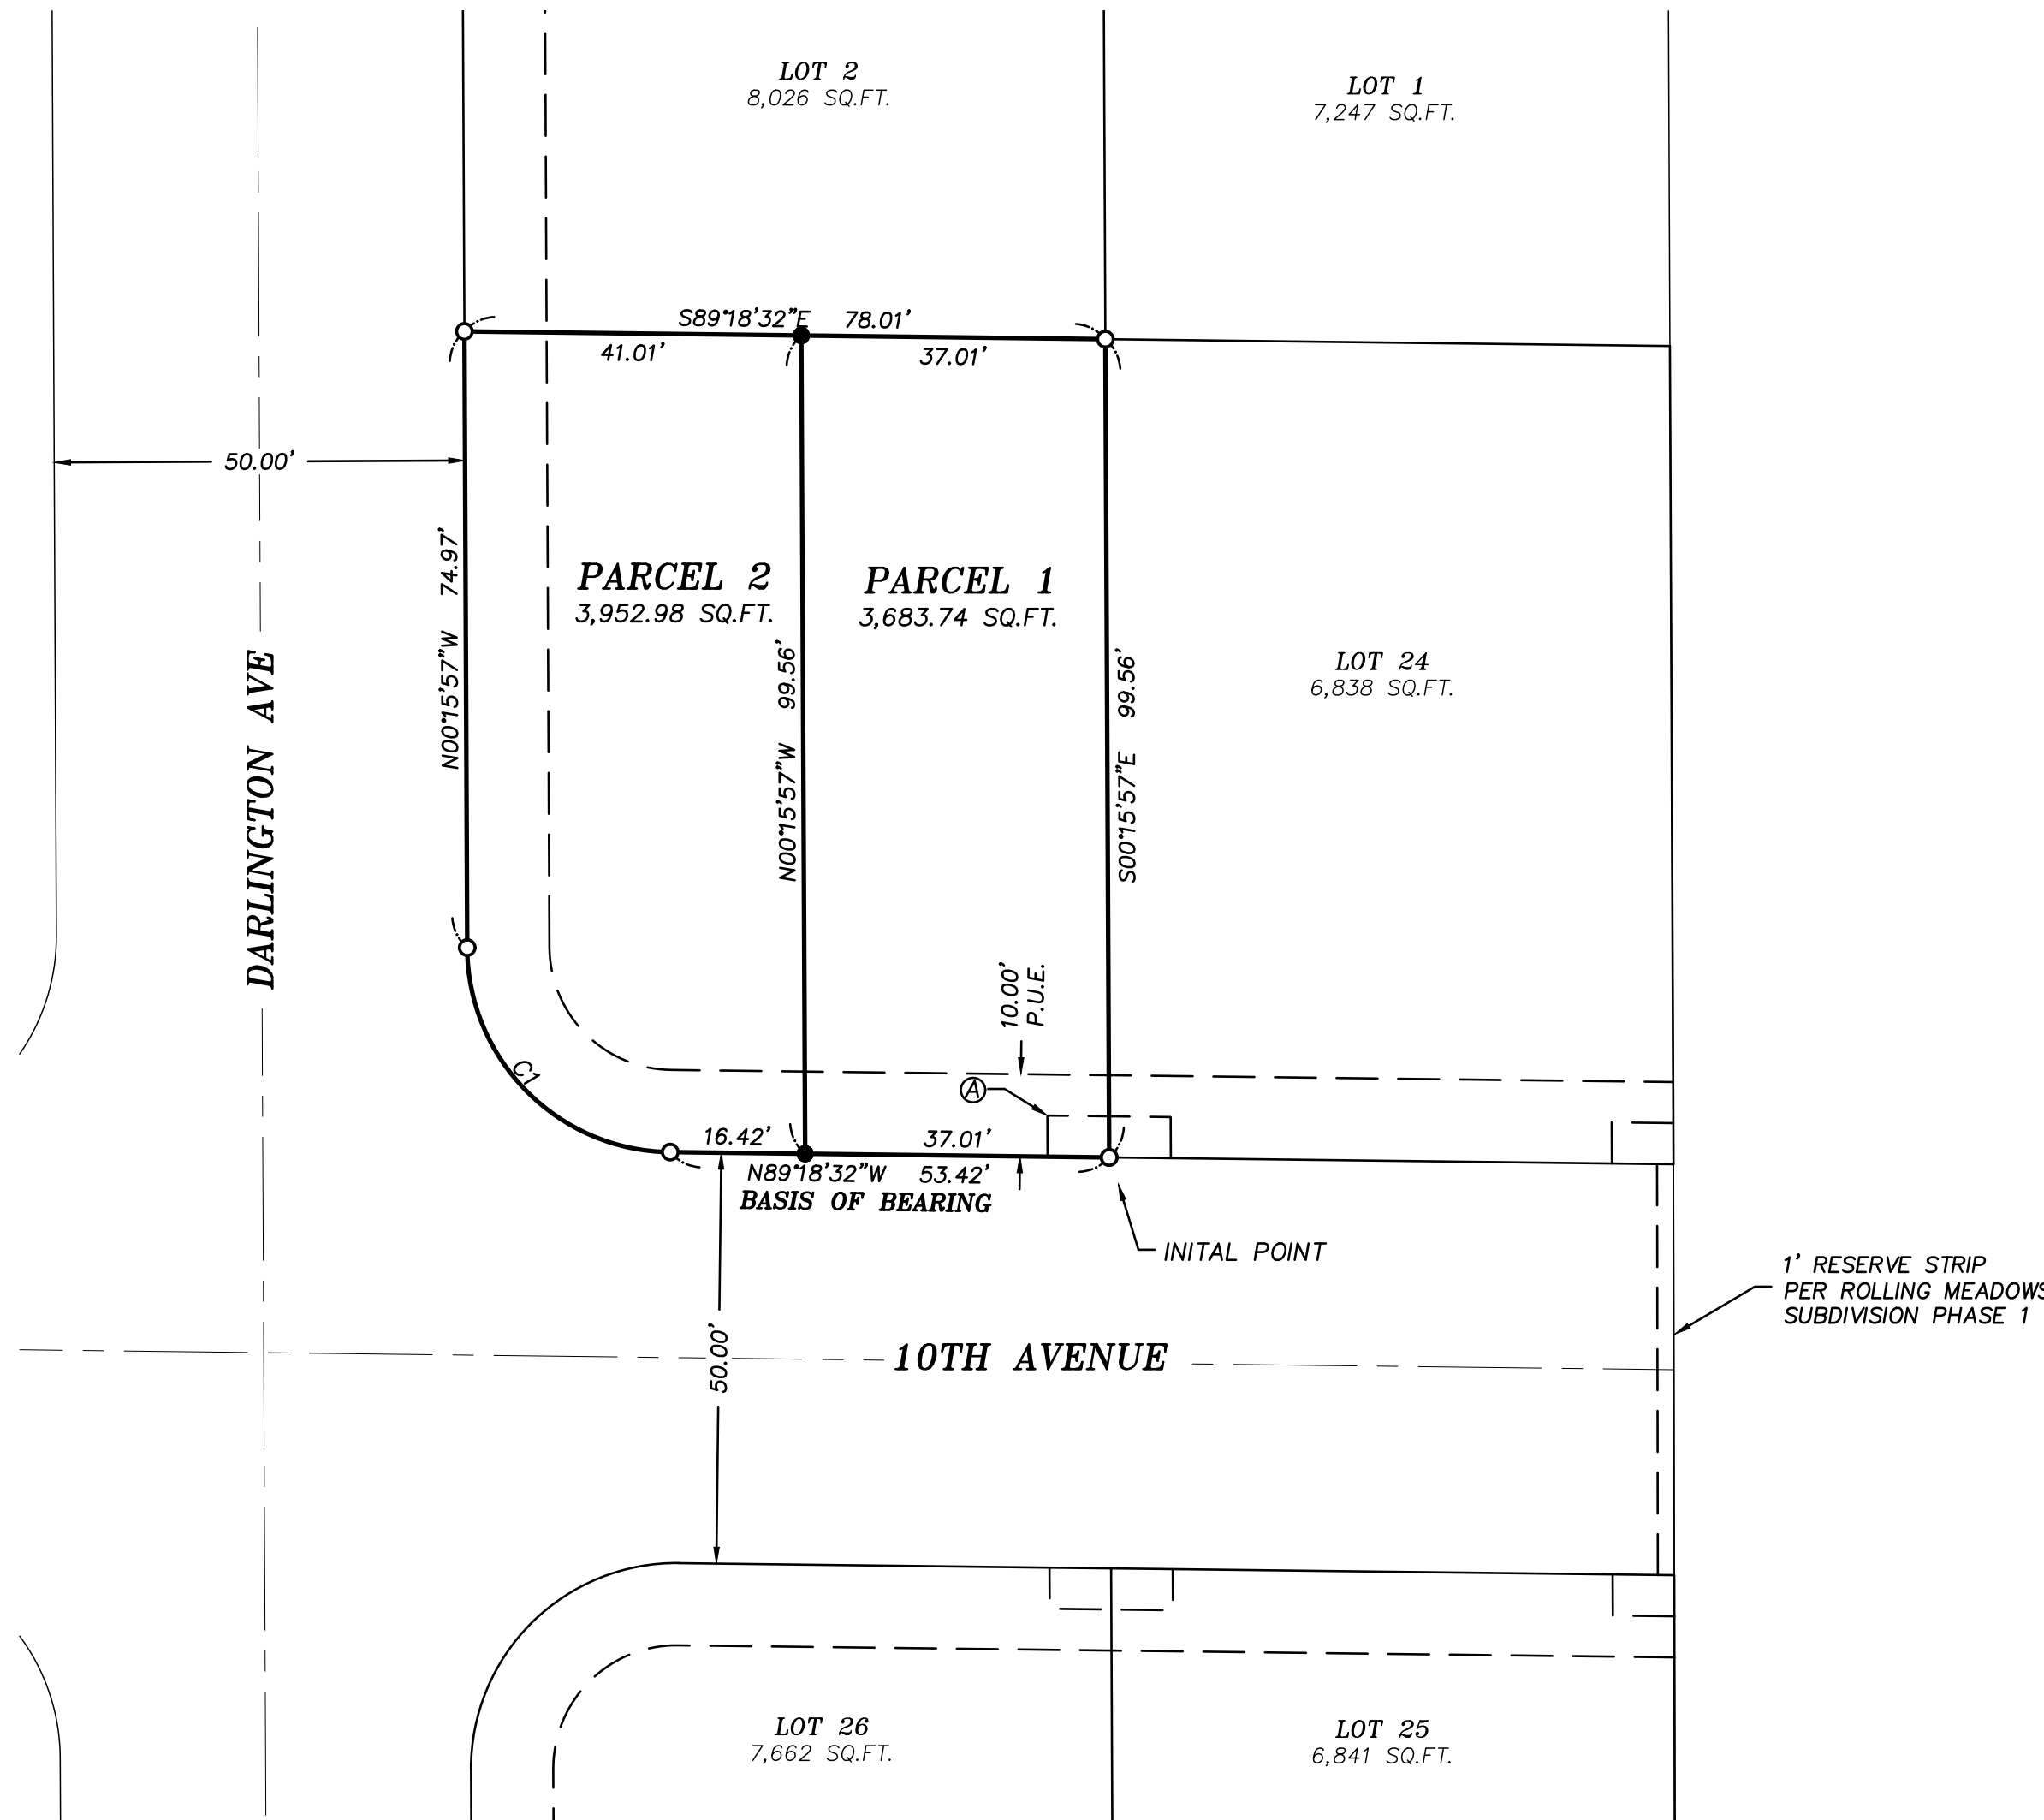 LOT 2
8,026 SQ.FT.
LOT 1
7,247 SQ.FT.
S89°18'32"E 78.01'
41.01'
37.01'
50.00'
N00°15'57"W 74.97'
PARCEL 2
3,952.98 SQ.FT.
N00°15'57"W 99.56'
PARCEL 1
3,683.74 SQ.FT.
S00°15'57"E 99.56'
LOT 24
6,838 SQ.FT.
DARLINGTON AVE
10.00'
P.U.E.
C1
A
16.42'
37.01'
N89°18'32"W 53.42'
BASIS OF BEARING
INITAL POINT
1' RESERVE STRIP
PER ROLLING MEADOWS
SUBDIVISION PHASE 1
50.00'
10TH AVENUE
LOT 26
7,662 SQ.FT.
LOT 25
6,841 SQ.FT.